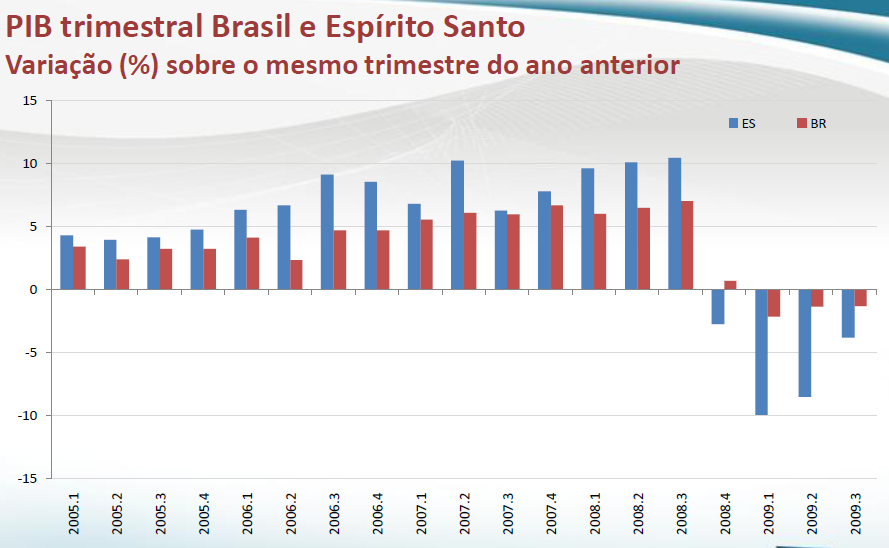 PIB trimestral Brasil e Espírito Santo
Variação (%) sobre o mesmo trimestre do ano anterior
15
ES BR
10
5
0
-5
-10
-15
2005.1 2005.2 2005.3 2005.4 2006.1 2006.2 2006.3 2006.4 2007.1 2007.2 2007.3 2007.4 2008.1 2008.2 2008.3 2008.4 2009.1 2009.2 2009.3